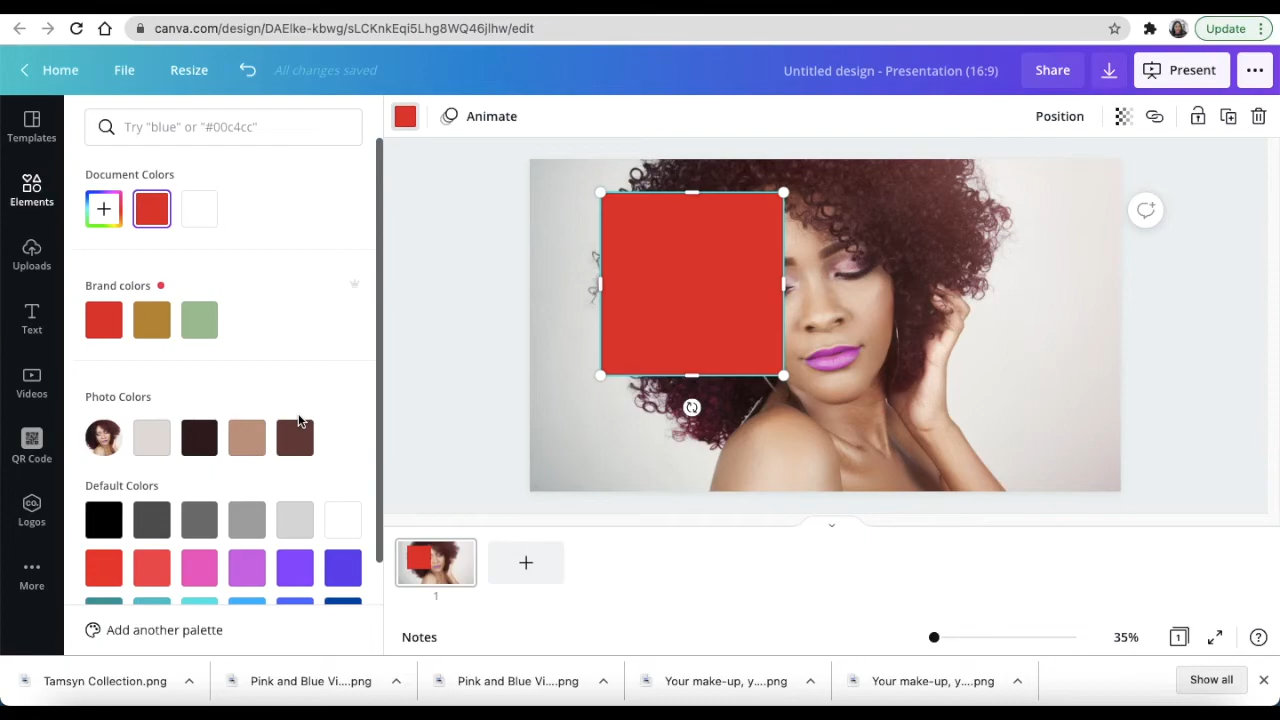 canva.com/design/DAElke-kbwg/sLCKnkEqi5Lhg8WQ46jlhw/edit
Update
Home
File
Resize
All changes saved
Untitled design - Presentation (16:9)
Share
Present
Templates
Elements
Uploads
Text
Videos
QR Code
CO.
Logos
More
Try "blue" or "#00c4cc"
Document Colors
Brand colors
Photo Colors
Default Colors
Add another palette
Animate
Position
1
Notes
35%
1
Tamsyn Collection.png
Pink and Blue Vi....png
Pink and Blue Vi....png
Your make-up, y....png
Your make-up, y....png
Show all